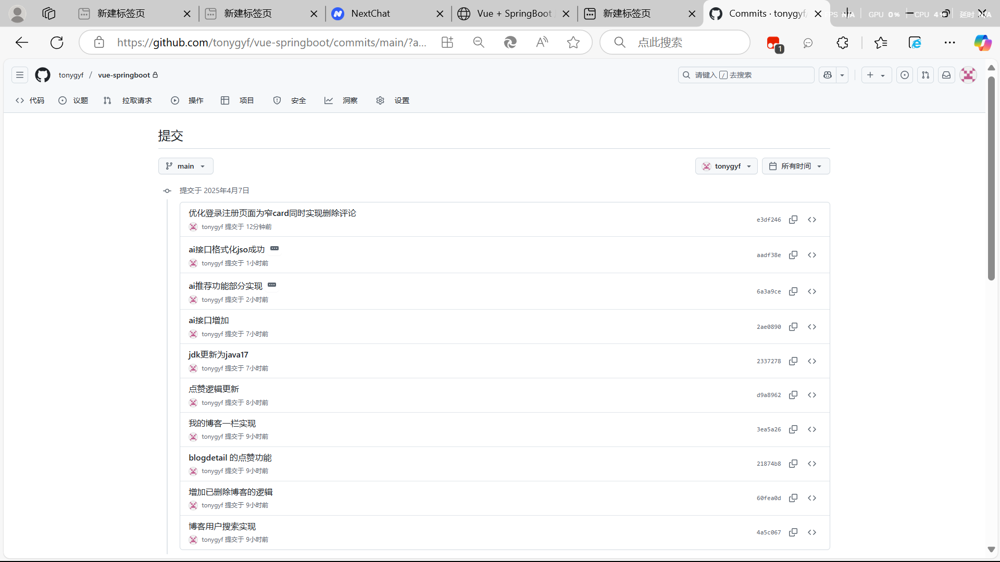 新建标签页
新建标签页
NextChat
Vue + SpringBoot
新建标签页
Commits · tonygyf/
N/A
GPU 0%
CPU 4
延时
https://github.com/tonygyf/vue-springboot/commits/main/?a...
点此搜索
1
tonygyf / vue-springboot
请键入 / 去搜索
代码
议题
拉取请求
操作
项目
安全
洞察
设置
提交
main
tonygyf
所有时间
提交于 2025年4月7日
优化登录注册页面为窄card同时实现删除评论
tonygyf 提交于 12分钟前
e3df246
ai接口格式化jso成功
tonygyf 提交于 1小时前
aadf38e
ai推荐功能部分实现
tonygyf 提交于 2小时前
6a3a9ce
ai接口增加
tonygyf 提交于 7小时前
2ae0890
jdk更新为java17
tonygyf 提交于 7小时前
2337278
点赞逻辑更新
tonygyf 提交于 8小时前
d9a8962
我的博客一栏实现
tonygyf 提交于 9小时前
3ea5a26
blogdetail 的点赞功能
tonygyf 提交于 9小时前
21874b8
增加已删除博客的逻辑
tonygyf 提交于 9小时前
60fea0d
博客用户搜索实现
tonygyf 提交于 9小时前
4a5c067